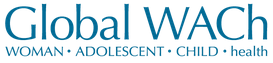 Global WACh
WOMAN • ADOLESCENT • CHILD • health